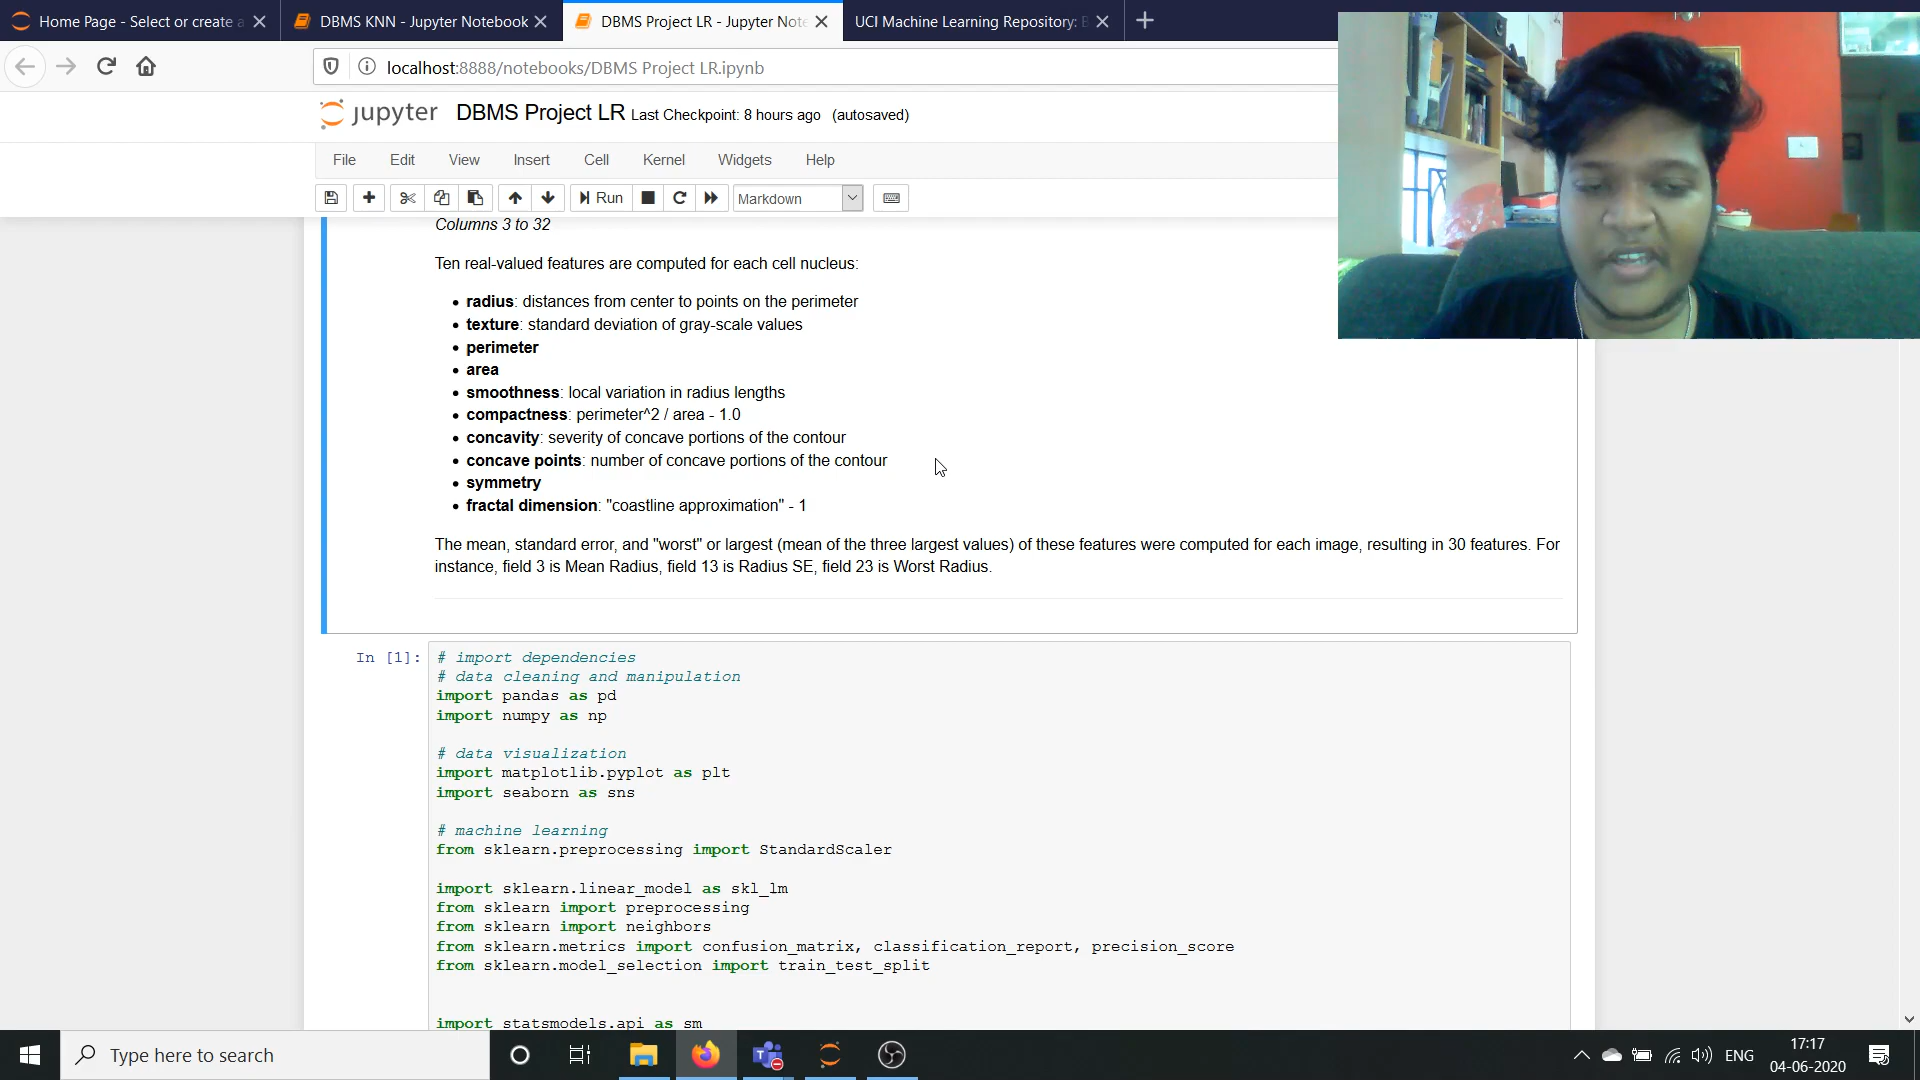 Home Page - Select or create a
DBMS KNN - Jupyter Notebook
DBMS Project LR - Jupyter Note
UCI Machine Learning Repository: B
localhost:8888/notebooks/DBMS Project LR.ipynb
jupyter DBMS Project LR Last Checkpoint: 8 hours ago (autosaved)
File Edit View Insert Cell Kernel Widgets Help
Run Markdown
Columns 3 to 32
Ten real-valued features are computed for each cell nucleus:
• radius: distances from center to points on the perimeter
• texture: standard deviation of gray-scale values
• perimeter
• area
• smoothness: local variation in radius lengths
• compactness: perimeter^2 / area - 1.0
• concavity: severity of concave portions of the contour
• concave points: number of concave portions of the contour
• symmetry
• fractal dimension: "coastline approximation" - 1
The mean, standard error, and "worst" or largest (mean of the three largest values) of these features were computed for each image, resulting in 30 features. For
instance, field 3 is Mean Radius, field 13 is Radius SE, field 23 is Worst Radius.
In [1]:
# import dependencies
# data cleaning and manipulation
import pandas as pd
import numpy as np
# data visualization
import matplotlib.pyplot as plt
import seaborn as sns
# machine learning
from sklearn.preprocessing import StandardScaler
import sklearn.linear_model as skl_lm
from sklearn import preprocessing
from sklearn import neighbors
from sklearn.metrics import confusion_matrix, classification_report, precision_score
from sklearn.model_selection import train_test_split
import statsmodels.api as sm
Type here to search
ENG
17:17
04-06-2020